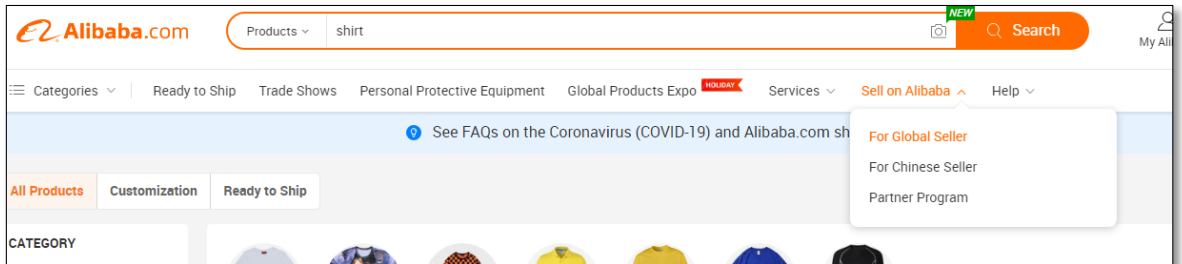 NEW
Alibaba.com
Products
shirt
Search
My Ali
Categories
Ready to Ship
Trade Shows
Personal Protective Equipment
Global Products Expo
HOLIDAY
Services
Sell on Alibaba
Help
See FAQs on the Coronavirus (COVID-19) and Alibaba.com sh
For Global Seller
For Chinese Seller
Partner Program
All Products
Customization
Ready to Ship
CATEGORY